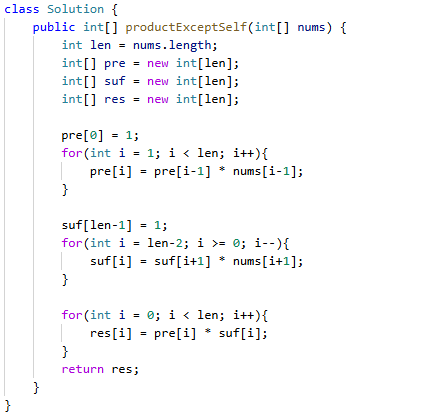 class Solution {
    public int[] productExceptSelf(int[] nums) {
        int len = nums.length;
        int[] pre = new int[len];
        int[] suf = new int[len];
        int[] res = new int[len];

        pre[0] = 1;
        for(int i = 1; i < len; i++){
            pre[i] = pre[i-1] * nums[i-1];
        }

        suf[len-1] = 1;
        for(int i = len-2; i >= 0; i--){
            suf[i] = suf[i+1] * nums[i+1];
        }

        for(int i = 0; i < len; i++){
            res[i] = pre[i] * suf[i];
        }
        return res;
    }
}